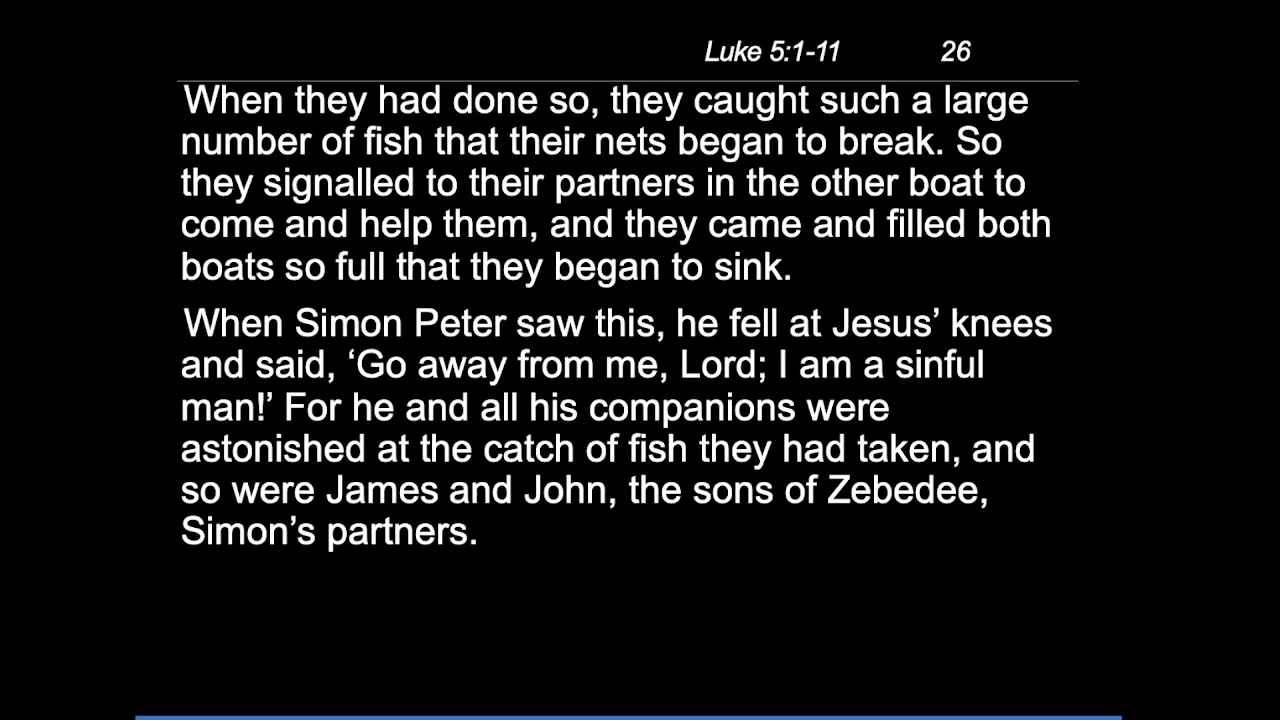 Luke 5:1-11 26
When they had done so, they caught such a large
number of fish that their nets began to break. So
they signalled to their partners in the other boat to
come and help them, and they came and filled both
boats so full that they began to sink.
When Simon Peter saw this, he fell at Jesus’ knees
and said, ‘Go away from me, Lord; I am a sinful
man!’ For he and all his companions were
astonished at the catch of fish they had taken, and
so were James and John, the sons of Zebedee,
Simon’s partners.